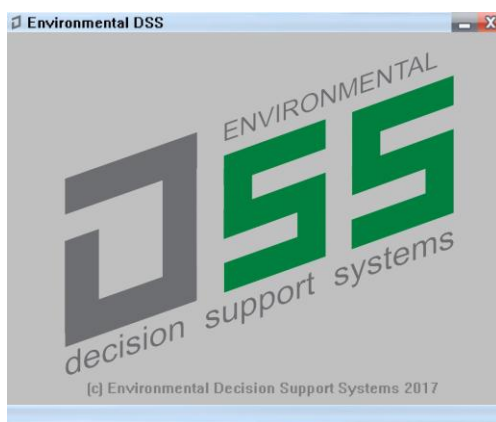 Environmental DSS
ENVIRONMENTAL
DSS
decision support systems
(c) Environmental Decision Support Systems 2017